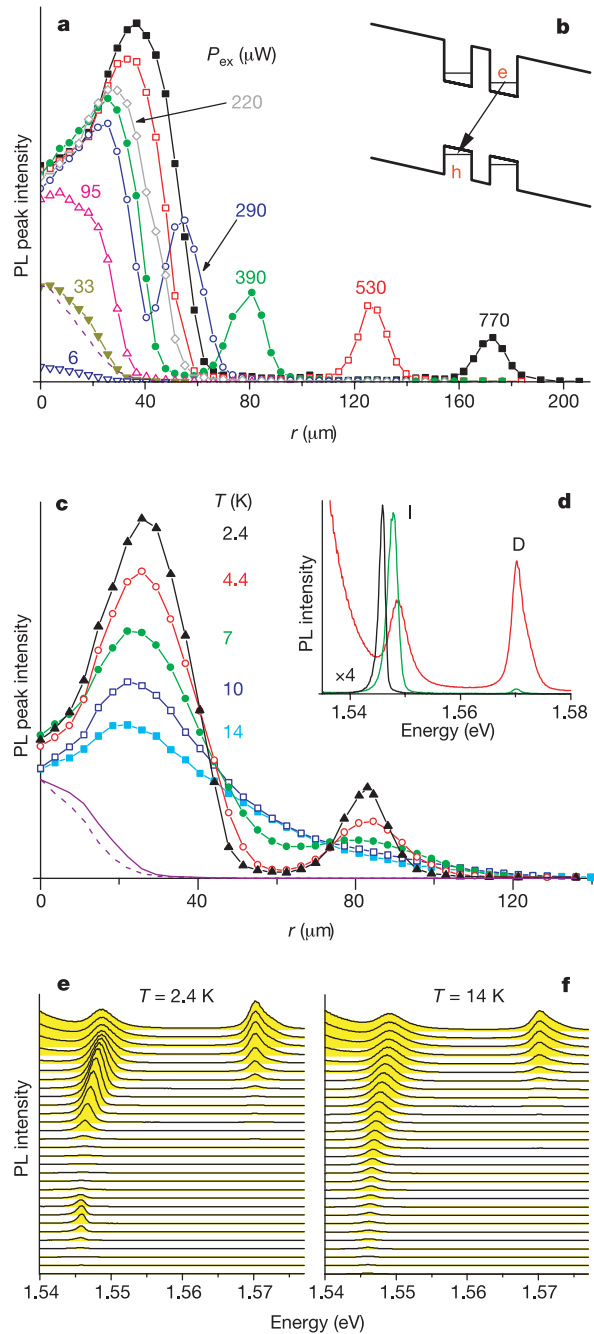 a
P_ex (μW)
220
95
290
390
33
530
770
6
PL peak intensity
0
40
80
120
160
200
r (μm)
b
e
h
c
T (K)
2.4
4.4
7
10
14
PL peak intensity
0
40
80
120
r (μm)
d
I
D
×4
PL intensity
1.54
1.56
1.58
Energy (eV)
e
T = 2.4 K
T = 14 K
f
PL intensity
1.54
1.55
1.56
1.57
1.54
1.55
1.56
1.57
Energy (eV)